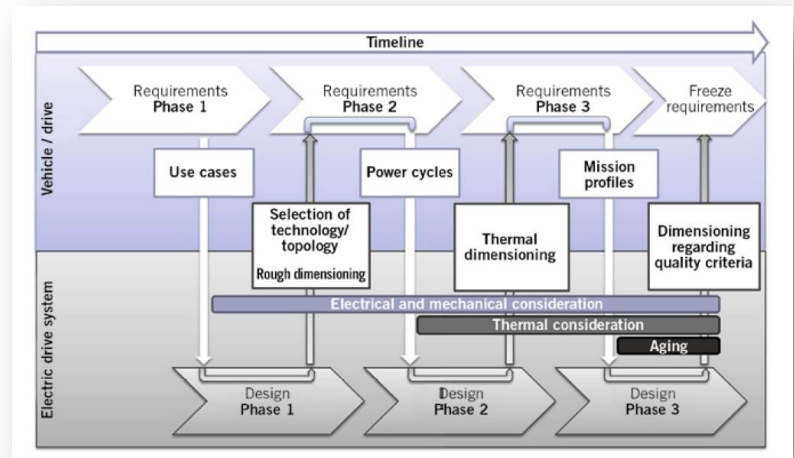 Timeline
Requirements
Phase 1
Requirements
Phase 2
Requirements
Phase 3
Freeze
requirements
Vehicle / drive
Use cases
Power cycles
Mission
profiles
Selection of
technology/
topology
Rough dimensioning
Thermal
dimensioning
Dimensioning
regarding
quality criteria
Electric drive system
Electrical and mechanical consideration
Thermal consideration
Aging
Design
Phase 1
Design
Phase 2
Design
Phase 3